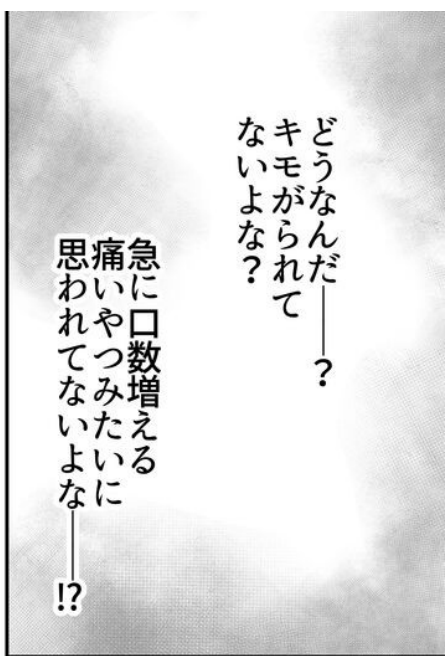 どうなんだ――？
キモがられて
ないよな？
急に口数増える
痛いやつみたいに
思われてないよな――!?